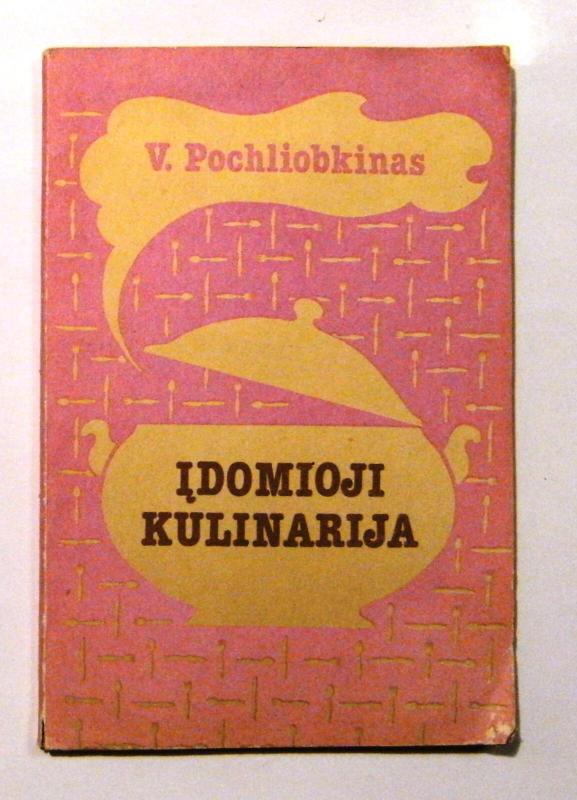 V. Pochliobkinas
ĮDOMIOJI
KULINARIJA